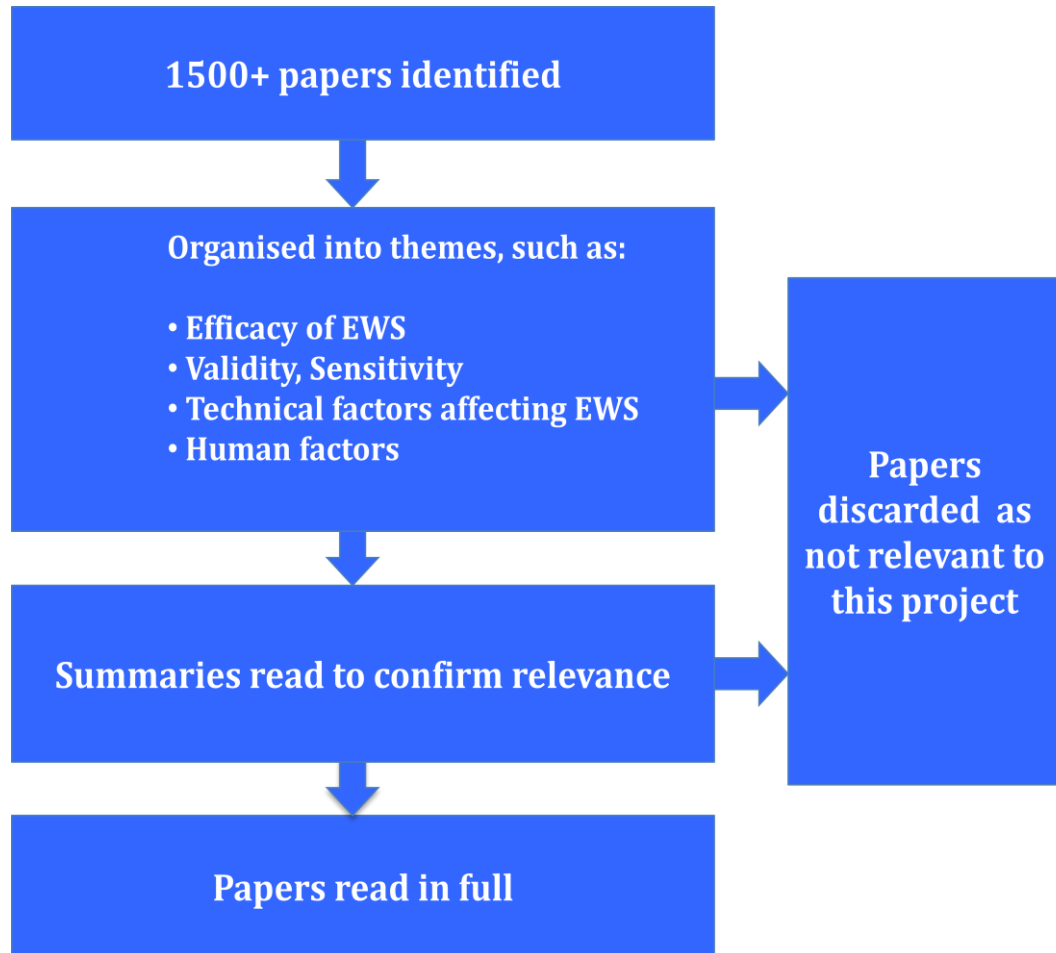 1500+ papers identified
Organised into themes, such as:
• Efficacy of EWS
• Validity, Sensitivity
• Technical factors affecting EWS
• Human factors
Papers
discarded as
not relevant to
this project
Summaries read to confirm relevance
Papers read in full